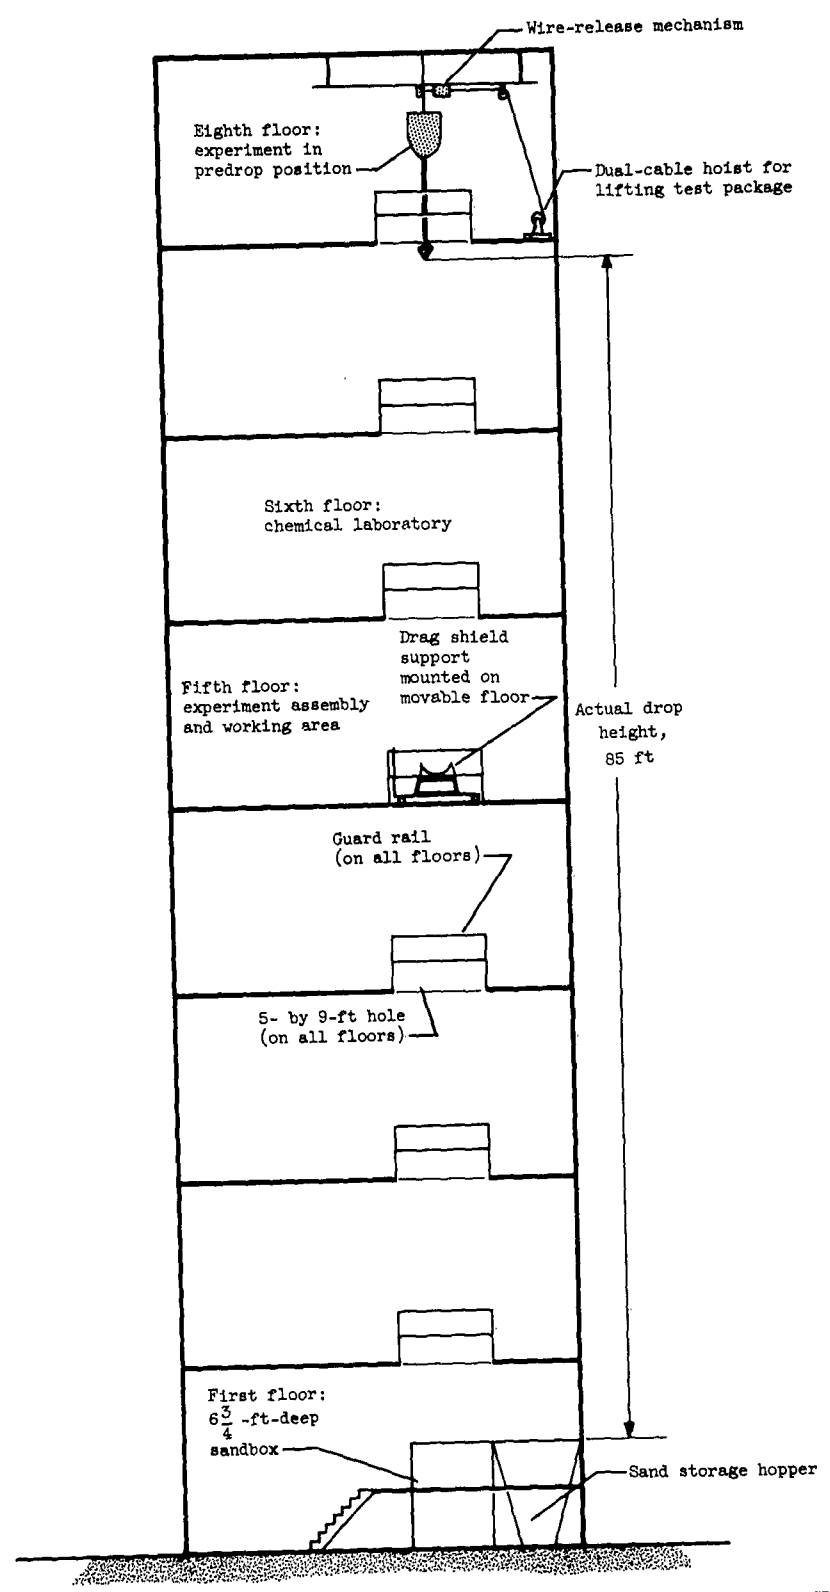 Wire-release mechanism
Eighth floor:
experiment in
predrop position
Dual-cable hoist for
lifting test package
Sixth floor:
chemical laboratory
Drag shield
support
mounted on
movable floor
Fifth floor:
experiment assembly
and working area
Actual drop
height,
85 ft
Guard rail
(on all floors)
5- by 9-ft hole
(on all floors)
First floor:
6 3/4 -ft-deep
sandbox
Sand storage hopper